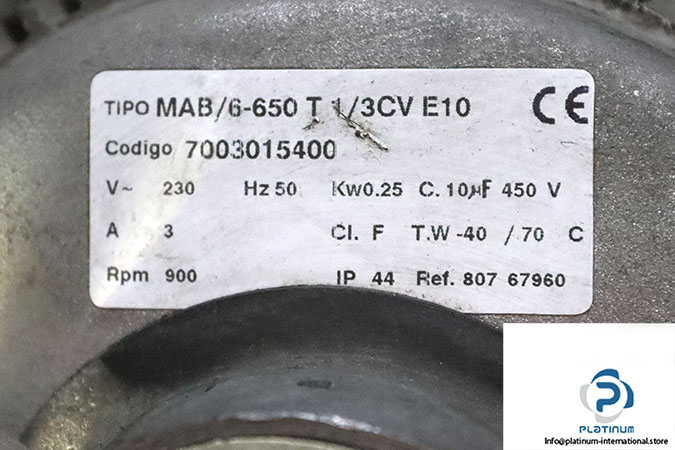 TIPO MAB/6-650 T 1/3CV E10 CE
Codigo 7003015400
V~ 230 Hz 50 Kw0.25 C. 10µF 450 V
A 3 Cl. F T.W -40 / 70 C
Rpm 900 IP 44 Ref. 807 67960
PLATINUM
Info@platinum-international.store